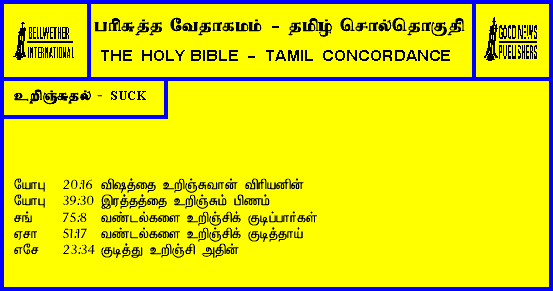 BELLWETHER
INTERNATIONAL
பரிசுத்த வேதாகமம் - தமிழ் சொல்தொகுதி
THE HOLY BIBLE - TAMIL CONCORDANCE
GOOD NEWS
PUBLISHERS
உறிஞ்சுதல் - SUCK
யோபு 20:16 விஷத்தை உறிஞ்சுவான் விரியனின்
யோபு 39:30 இரத்தத்தை உறிஞ்சும் பிணம்
சங் 75:8 வண்டல்களை உறிஞ்சிக் குடிப்பார்கள்
ஏசா 51:17 வண்டல்களை உறிஞ்சிக் குடித்தாய்
எசே 23:34 குடித்து உறிஞ்சி அதின்